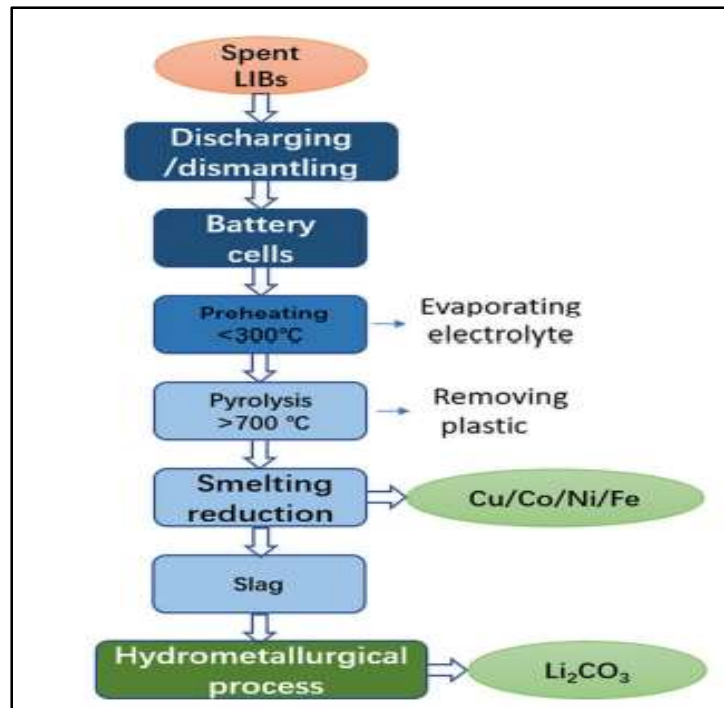 Spent
LIBs
Discharging
/dismantling
Battery
cells
Preheating
<300℃
Evaporating
electrolyte
Pyrolysis
>700 ℃
Removing
plastic
Smelting
reduction
Cu/Co/Ni/Fe
Slag
Hydrometallurgical
process
Li₂CO₃